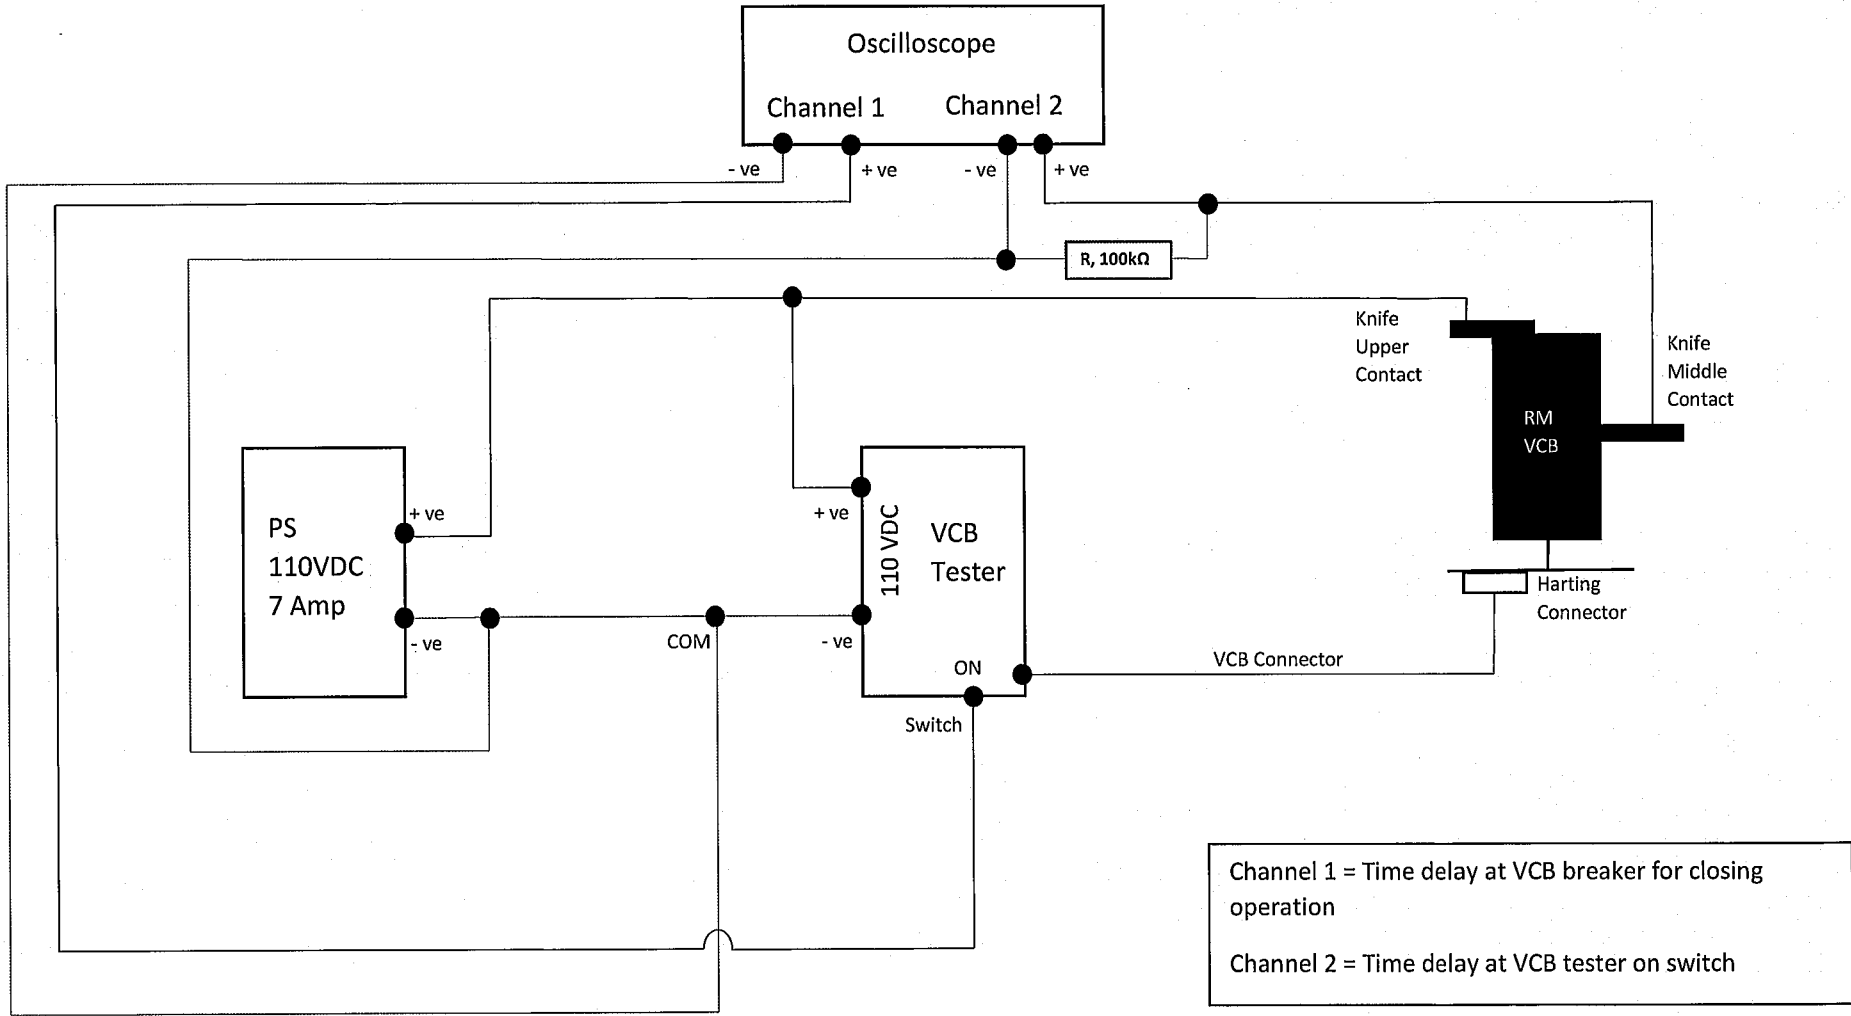 Oscilloscope
Channel 1
Channel 2
- ve
+ ve
- ve
+ ve
R, 100kΩ
Knife
Upper
Contact
Knife
Middle
Contact
RM
VCB
PS
110VDC
7 Amp
+ ve
- ve
COM
+ ve
- ve
110 VDC
VCB
Tester
ON
Switch
VCB Connector
Harting
Connector
Channel 1 = Time delay at VCB breaker for closing
operation
Channel 2 = Time delay at VCB tester on switch